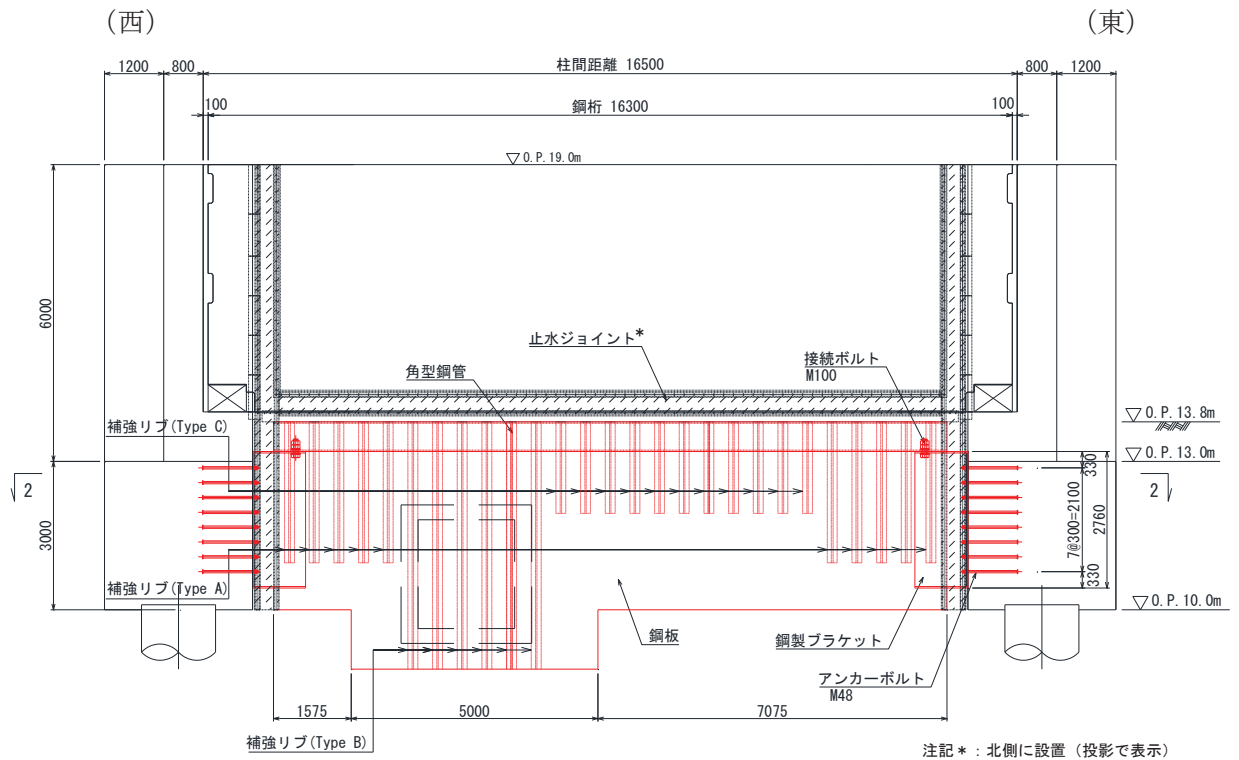 (西)
(東)
1200
800
柱間距離 16500
800
1200
100
鋼桁 16300
100
▽O.P.19.0m
6000
止水ジョイント*
接続ボルト
M100
角型鋼管
▽O.P.13.8m
補強リブ(Type C)
▽O.P.13.0m
2
2
330
7@300=2100
2760
330
3000
補強リブ(Type A)
▽O.P.10.0m
鋼板
鋼製ブラケット
アンカーボルト
M48
1575
5000
7075
補強リブ(Type B)
注記*:北側に設置(投影で表示)